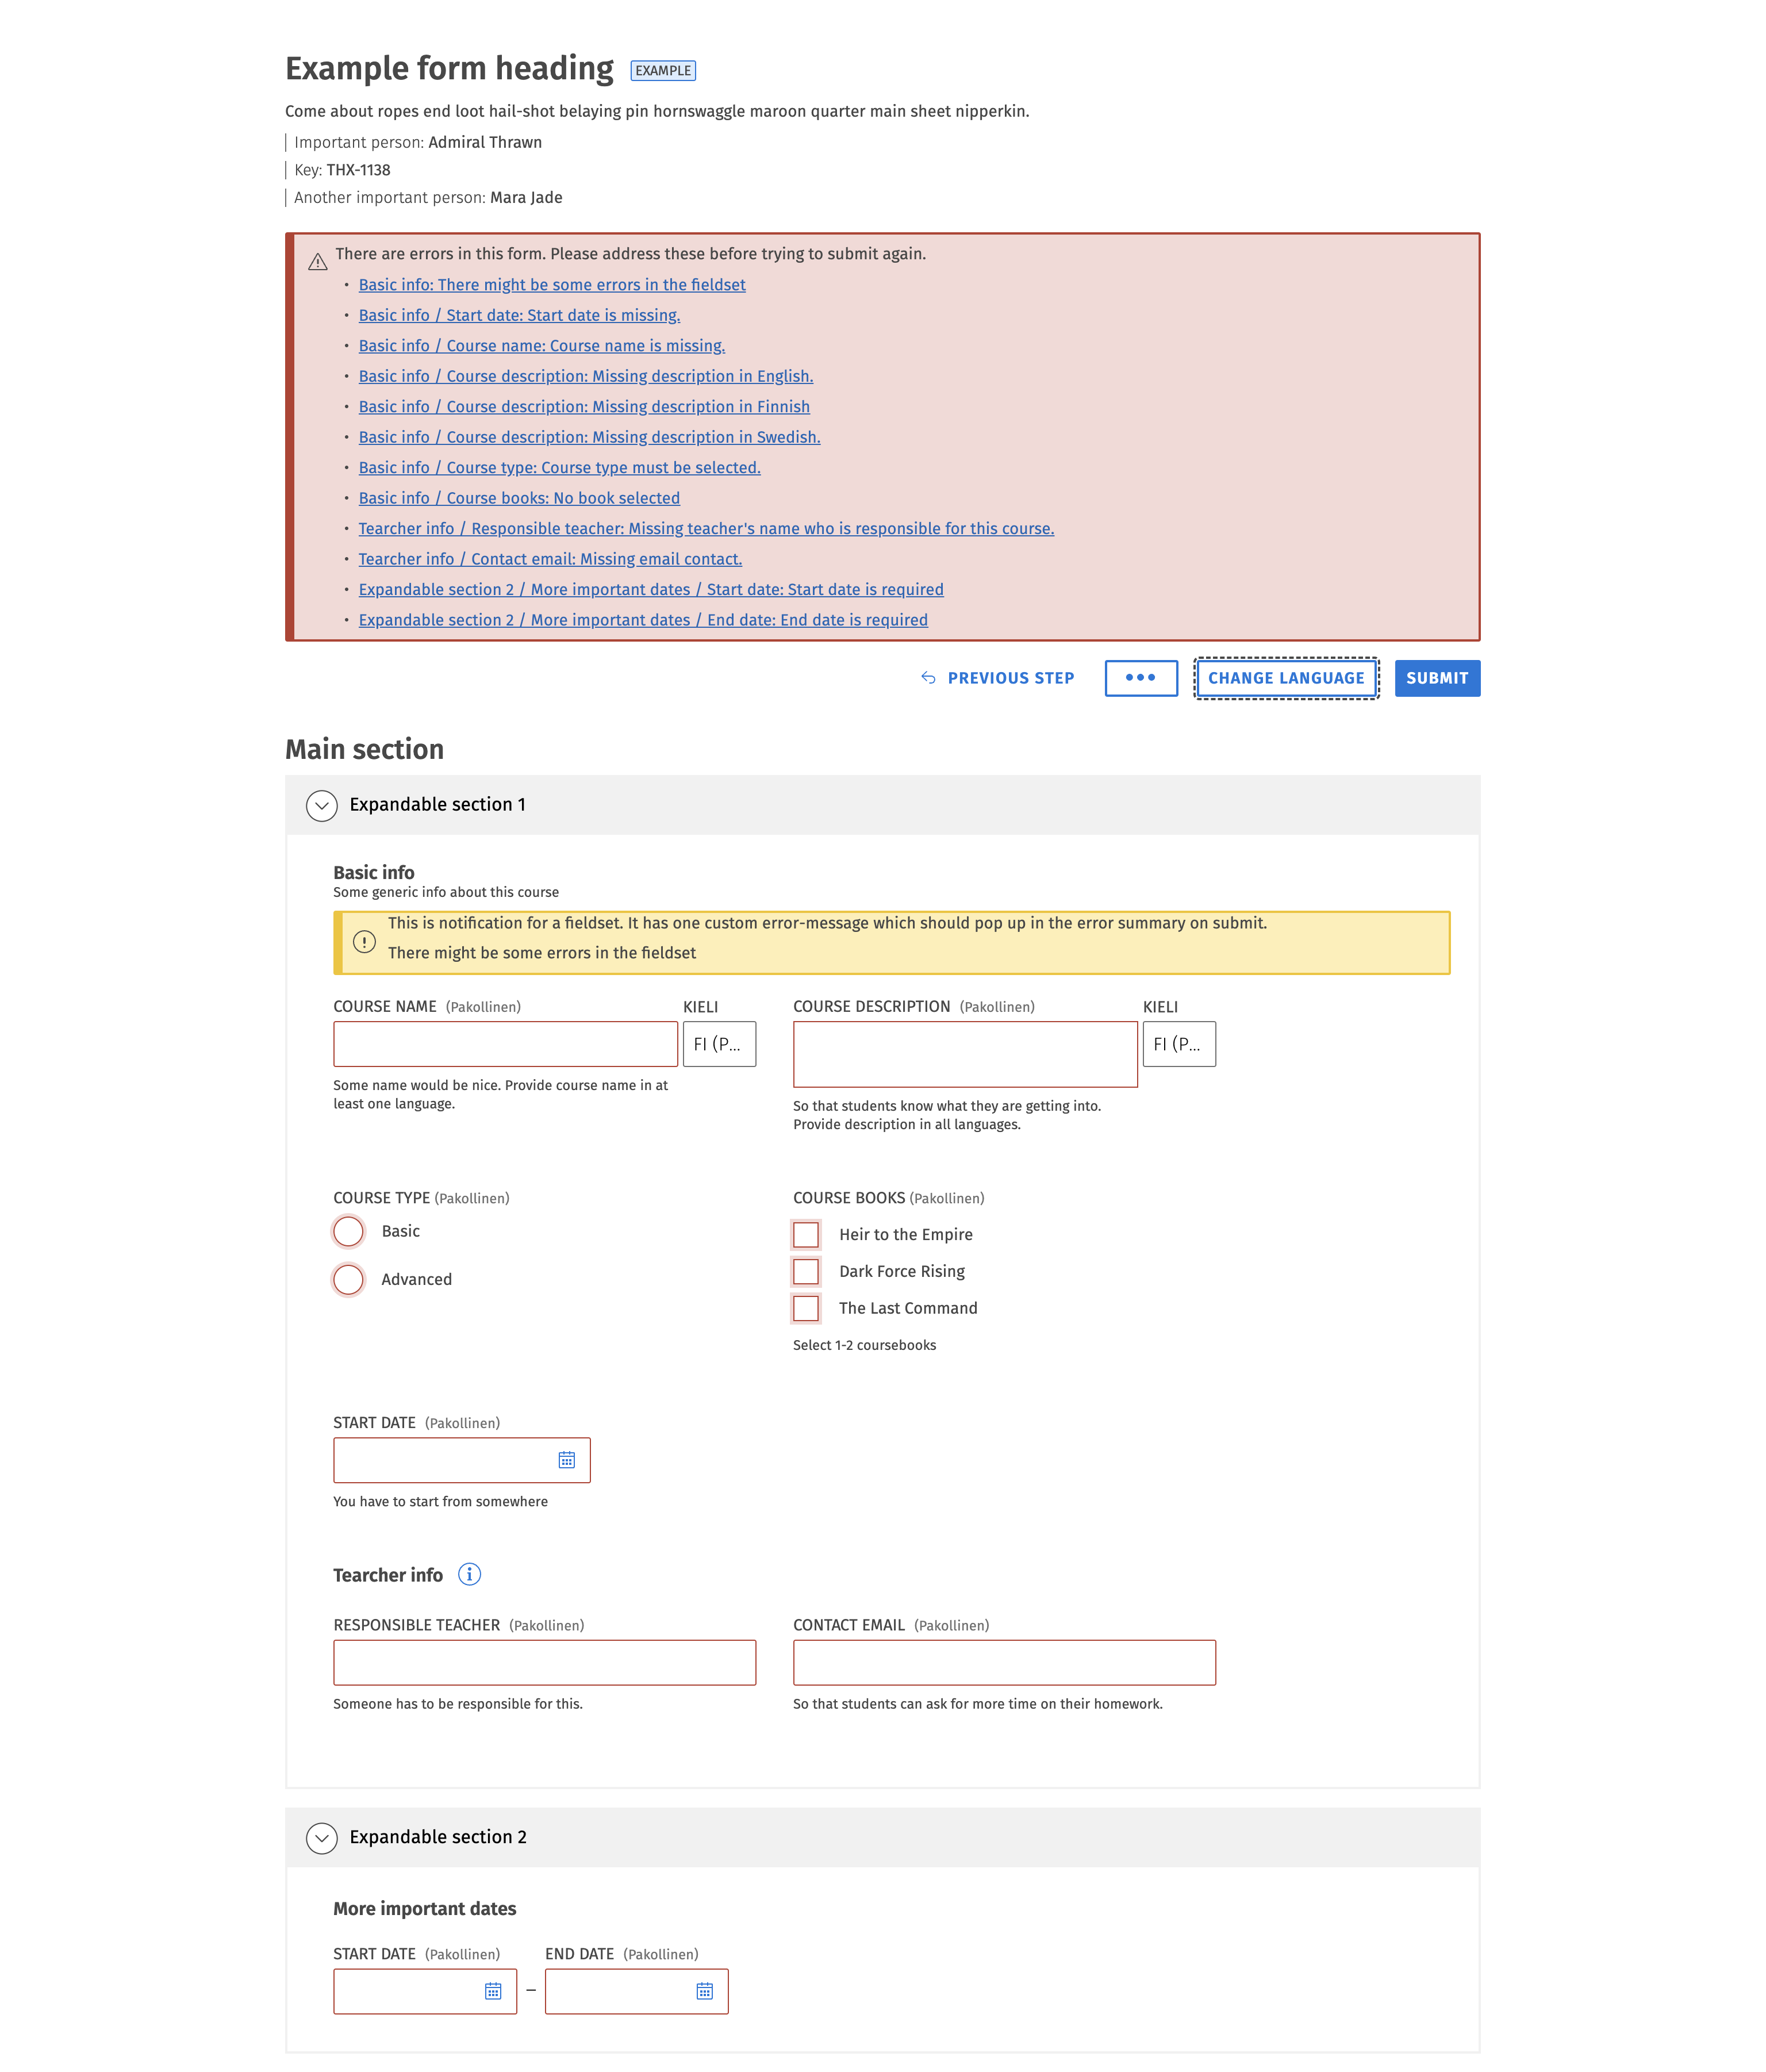 Example form heading EXAMPLE
Come about ropes end loot hail-shot belaying pin hornswaggle maroon quarter main sheet nipperkin.
Important person: Admiral Thrawn
Key: THX-1138
Another important person: Mara Jade
There are errors in this form. Please address these before trying to submit again.
• Basic info: There might be some errors in the fieldset
• Basic info / Start date: Start date is missing.
• Basic info / Course name: Course name is missing.
• Basic info / Course description: Missing description in English.
• Basic info / Course description: Missing description in Finnish
• Basic info / Course description: Missing description in Swedish.
• Basic info / Course type: Course type must be selected.
• Basic info / Course books: No book selected
• Tearcher info / Responsible teacher: Missing teacher's name who is responsible for this course.
• Tearcher info / Contact email: Missing email contact.
• Expandable section 2 / More important dates / Start date: Start date is required
• Expandable section 2 / More important dates / End date: End date is required
PREVIOUS STEP ••• CHANGE LANGUAGE SUBMIT
Main section
Expandable section 1
Basic info
Some generic info about this course
This is notification for a fieldset. It has one custom error-message which should pop up in the error summary on submit.
There might be some errors in the fieldset
COURSE NAME (Pakollinen) KIELI
FI (P...
Some name would be nice. Provide course name in at
least one language.
COURSE DESCRIPTION (Pakollinen) KIELI
FI (P...
So that students know what they are getting into.
Provide description in all languages.
COURSE TYPE (Pakollinen)
Basic
Advanced
COURSE BOOKS (Pakollinen)
Heir to the Empire
Dark Force Rising
The Last Command
Select 1-2 coursebooks
START DATE (Pakollinen)
You have to start from somewhere
Tearcher info
RESPONSIBLE TEACHER (Pakollinen)
Someone has to be responsible for this.
CONTACT EMAIL (Pakollinen)
So that students can ask for more time on their homework.
Expandable section 2
More important dates
START DATE (Pakollinen) END DATE (Pakollinen)
–